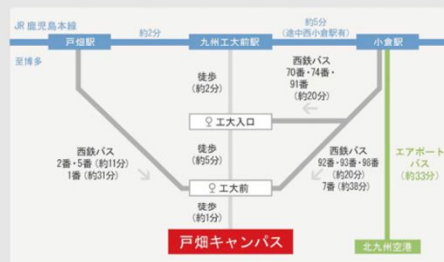 JR鹿児島本線
戸畑駅
約2分
九州工大前駅
約5分
(途中西小倉駅有)
小倉駅
至博多
徒歩
(約2分)
西鉄バス
70番・74番・
91番
(約20分)
工大入口
徒歩
(約5分)
西鉄バス
2番・5番(約11分)
1番(約31分)
西鉄バス
92番・93番・98番
(約20分)
7番(約38分)
エアポート
バス
(約33分)
工大前
徒歩
(約1分)
戸畑キャンパス
北九州空港